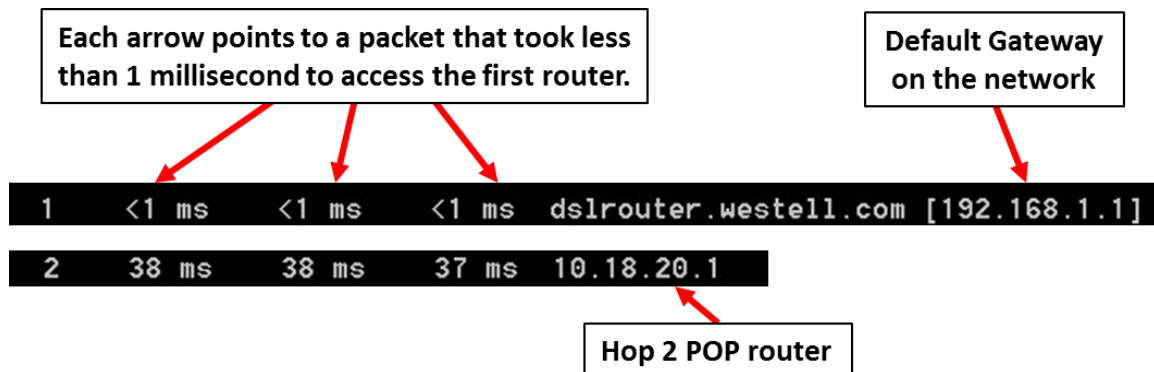 Each arrow points to a packet that took less
than 1 millisecond to access the first router.
Default Gateway
on the network
1 <1 ms <1 ms <1 ms dslrouter.westell.com [192.168.1.1]
2 38 ms 38 ms 37 ms 10.18.20.1
Hop 2 POP router